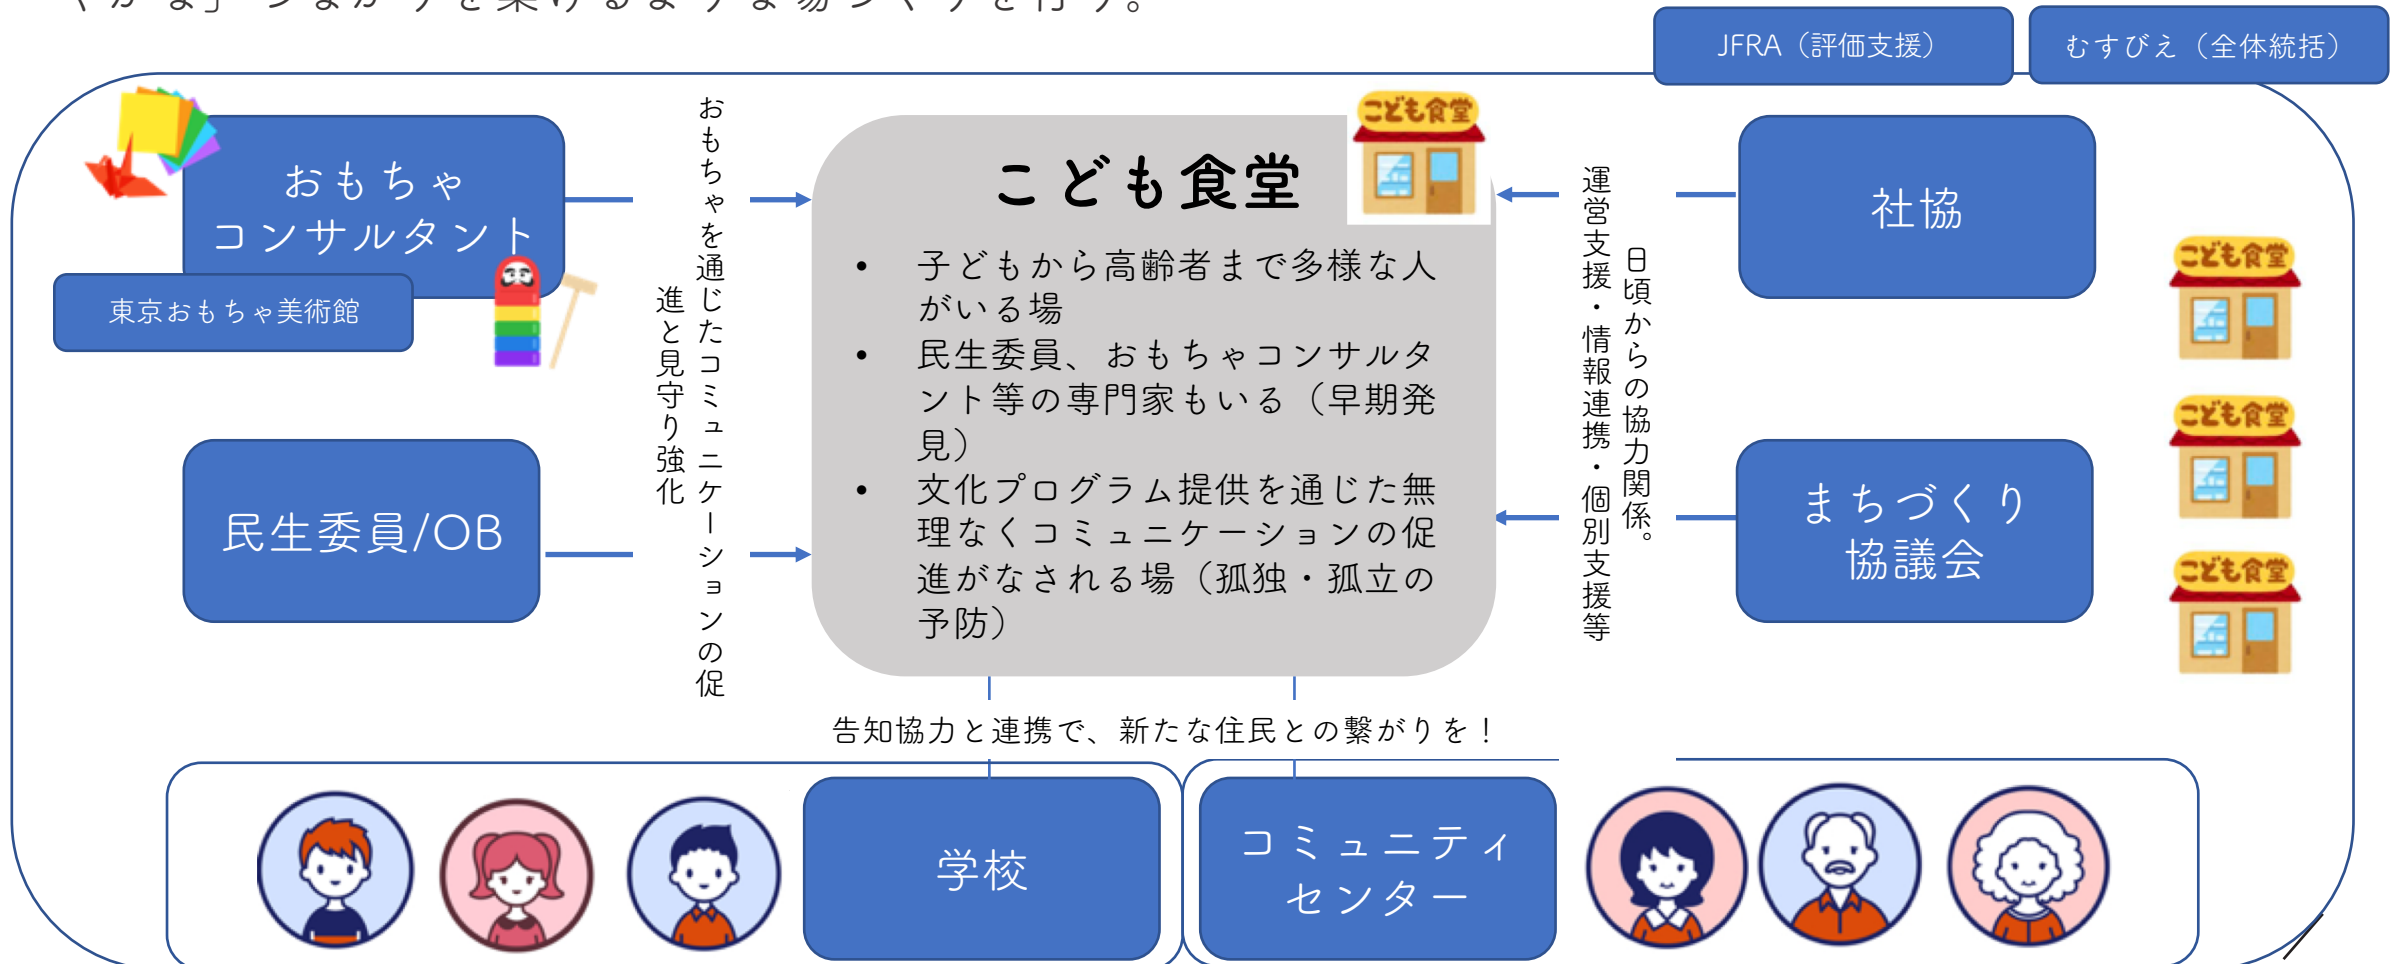 JFRA（評価支援）
むすびえ（全体統括）
おもちゃ
コンサルタント
東京おもちゃ美術館
民生委員/OB
おもちゃを通じたコミュニケーションの促
進と見守り強化
こども食堂
こども食堂
• 子どもから高齢者まで多様な人
がいる場
• 民生委員、おもちゃコンサルタ
ント等の専門家もいる（早期発
見）
• 文化プログラム提供を通じた無
理なくコミュニケーションの促
進がなされる場（孤独・孤立の
予防）
日頃からの協力関係。
運営支援・情報連携・個別支援等
社協
まちづくり
協議会
こども食堂
こども食堂
こども食堂
告知協力と連携で、新たな住民との繋がりを！
学校
コミュニティ
センター